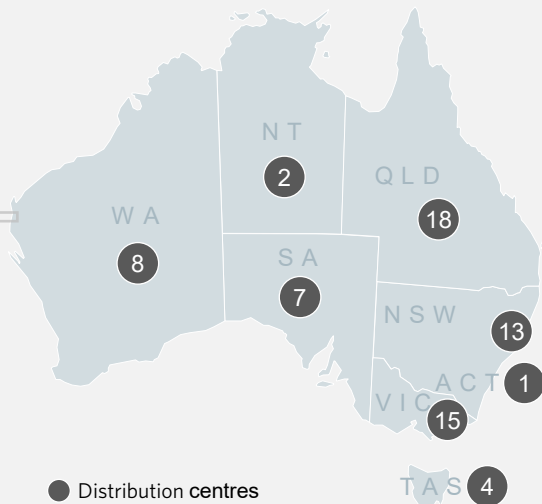 NT
2
QLD
18
WA
8
SA
7
NSW
13
ACT 1
VIC
15
TAS 4
Distribution centres